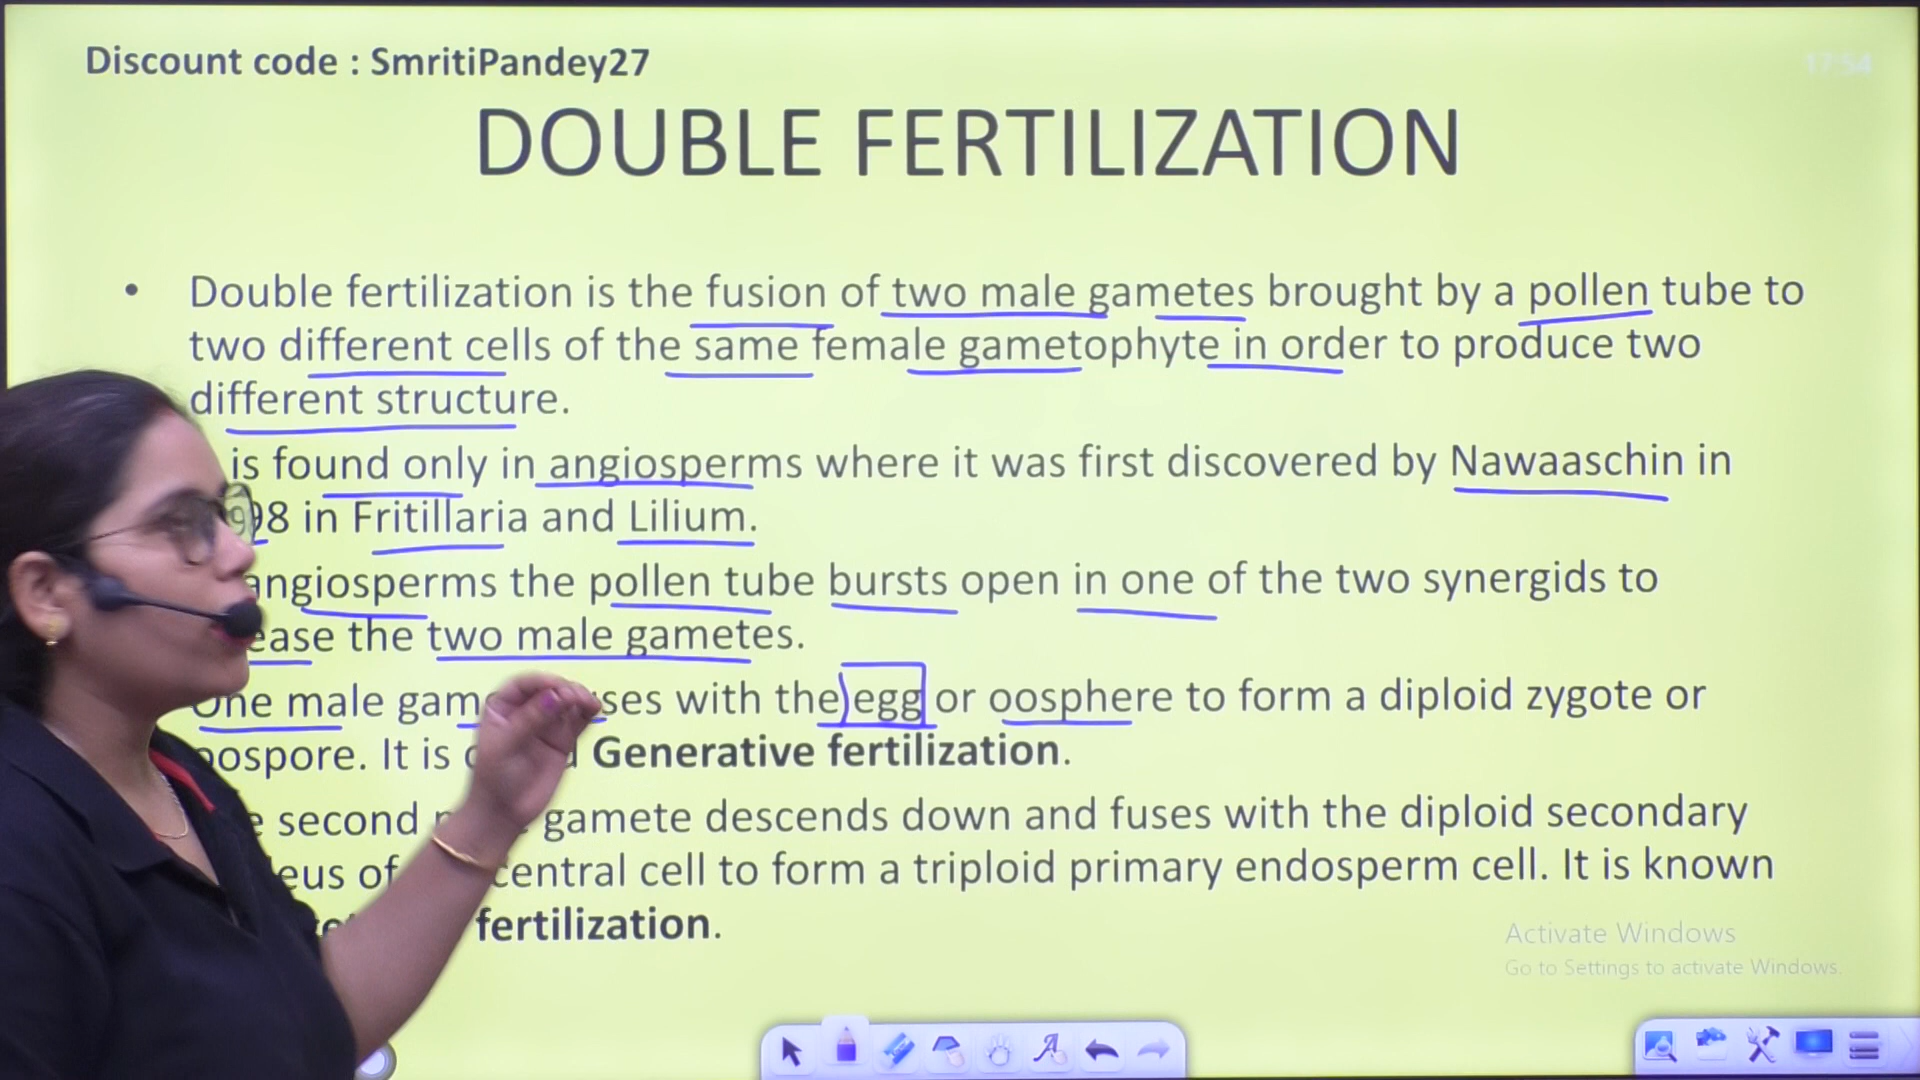 Discount code : SmritiPandey27
17:54
DOUBLE FERTILIZATION
• Double fertilization is the fusion of two male gametes brought by a pollen tube to
two different cells of the same female gametophyte in order to produce two
different structure.
is found only in angiosperms where it was first discovered by Nawaaschin in
98 in Fritillaria and Lilium.
angiosperms the pollen tube bursts open in one of the two synergids to
ease the two male gametes.
One male gam ses with the egg or oosphere to form a diploid zygote or
oospore. It is Generative fertilization.
second gamete descends down and fuses with the diploid secondary
eus of central cell to form a triploid primary endosperm cell. It is known
fertilization.
Activate Windows
Go to Settings to activate Windows.